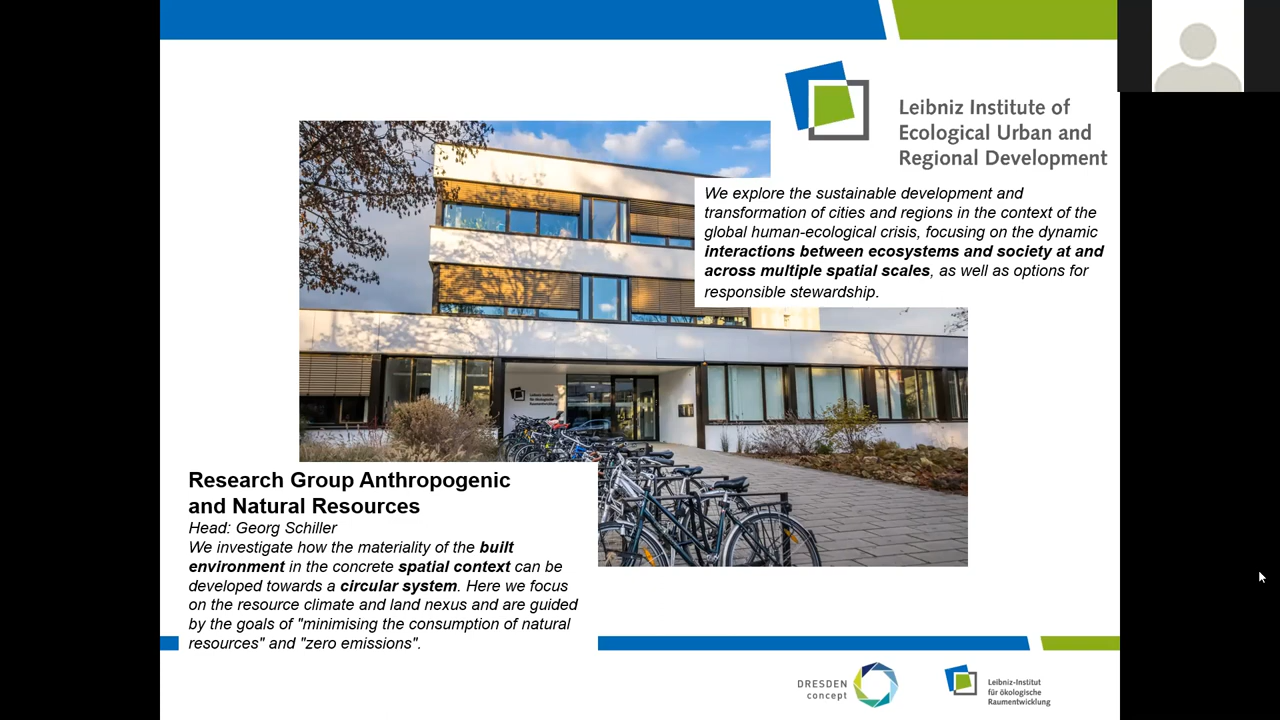 Leibniz Institute of
Ecological Urban and
Regional Development
We explore the sustainable development and
transformation of cities and regions in the context of the
global human-ecological crisis, focusing on the dynamic
interactions between ecosystems and society at and
across multiple spatial scales, as well as options for
responsible stewardship.
Leibniz-Institut
für ökologische
Raumentwicklung
Research Group Anthropogenic
and Natural Resources
Head: Georg Schiller
We investigate how the materiality of the built
environment in the concrete spatial context can be
developed towards a circular system. Here we focus
on the resource climate and land nexus and are guided
by the goals of "minimising the consumption of natural
resources" and "zero emissions".
DRESDEN
concept
Leibniz-Institut
für ökologische
Raumentwicklung